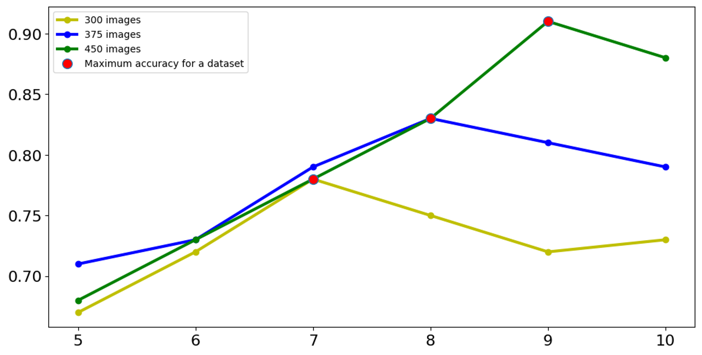 300 images
375 images
450 images
Maximum accuracy for a dataset
0.90
0.85
0.80
0.75
0.70
5 6 7 8 9 10